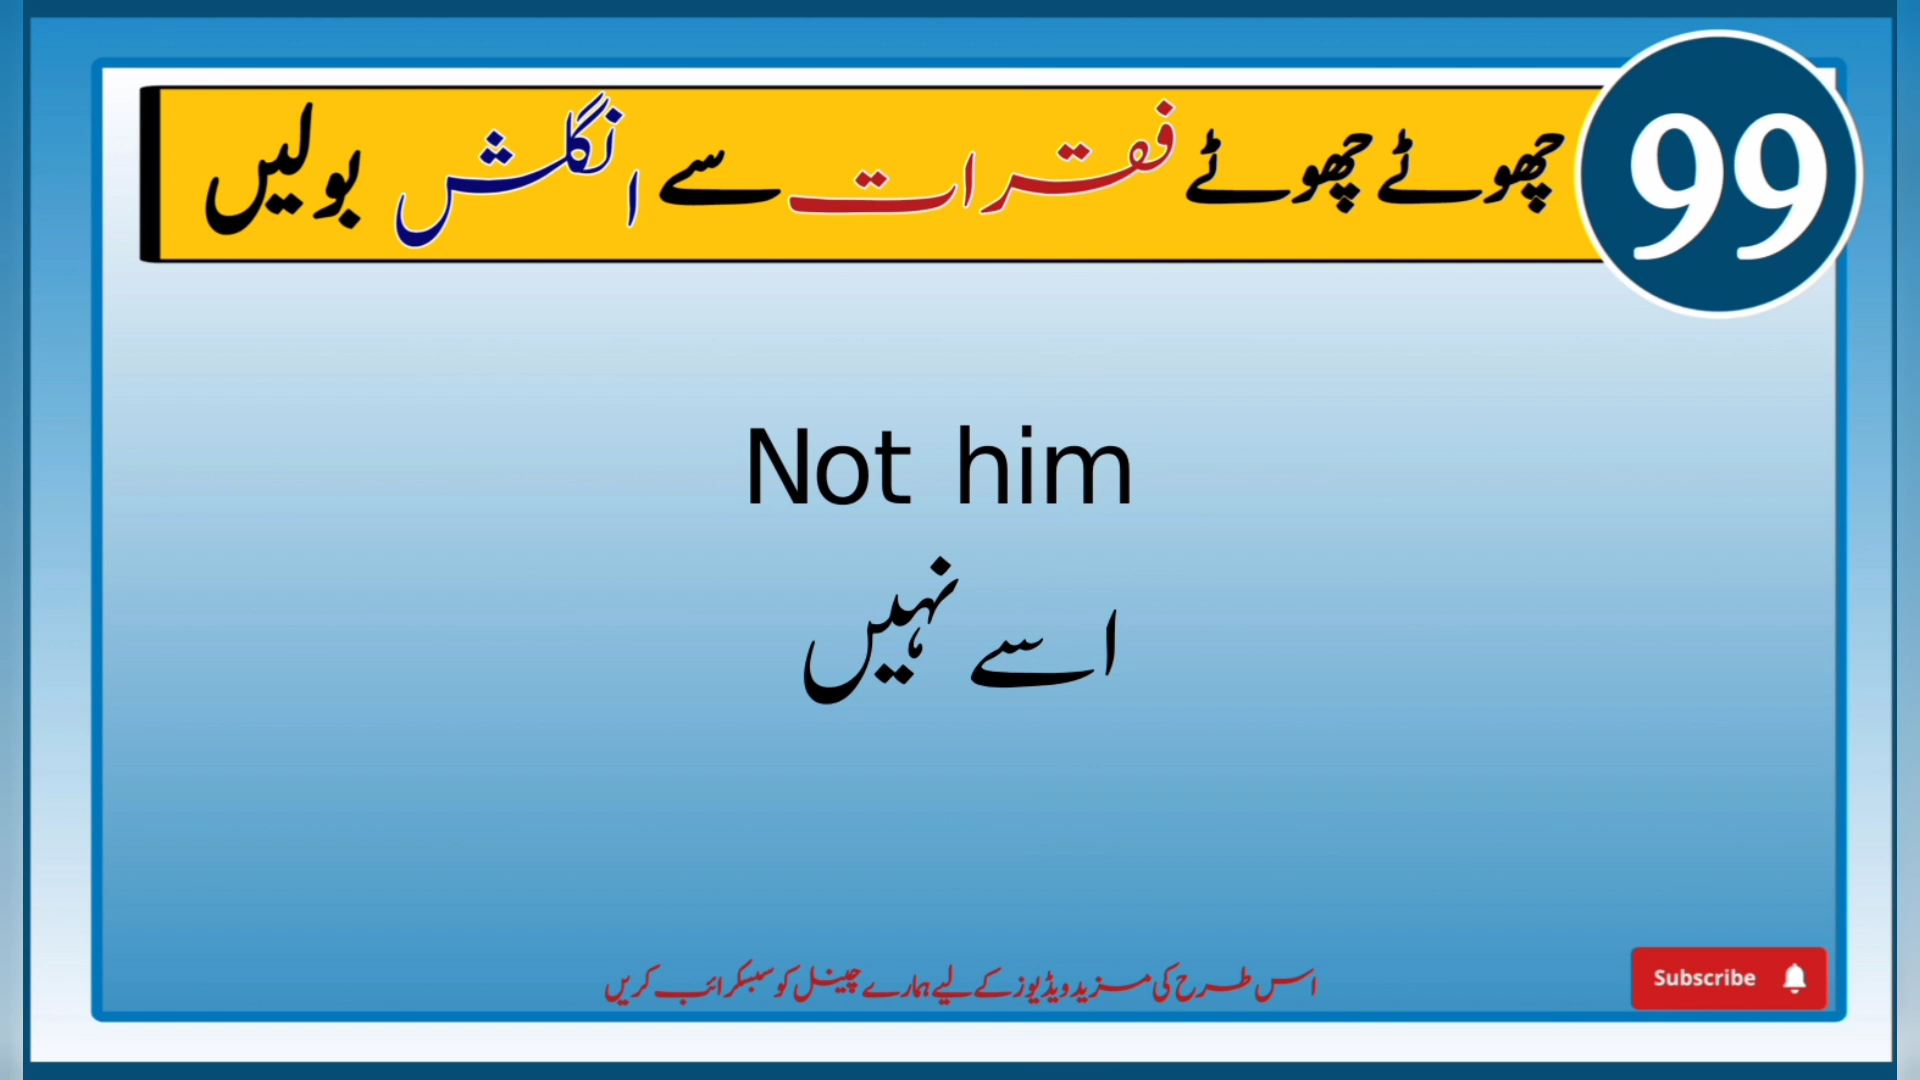 99 چھوٹے چھوٹے فقرات سے انگلش بولیں
Not him
اسے نہیں
اس طرح کی مزید ویڈیوز کے لیے ہمارے چینل کو سبسکرائب کریں
Subscribe